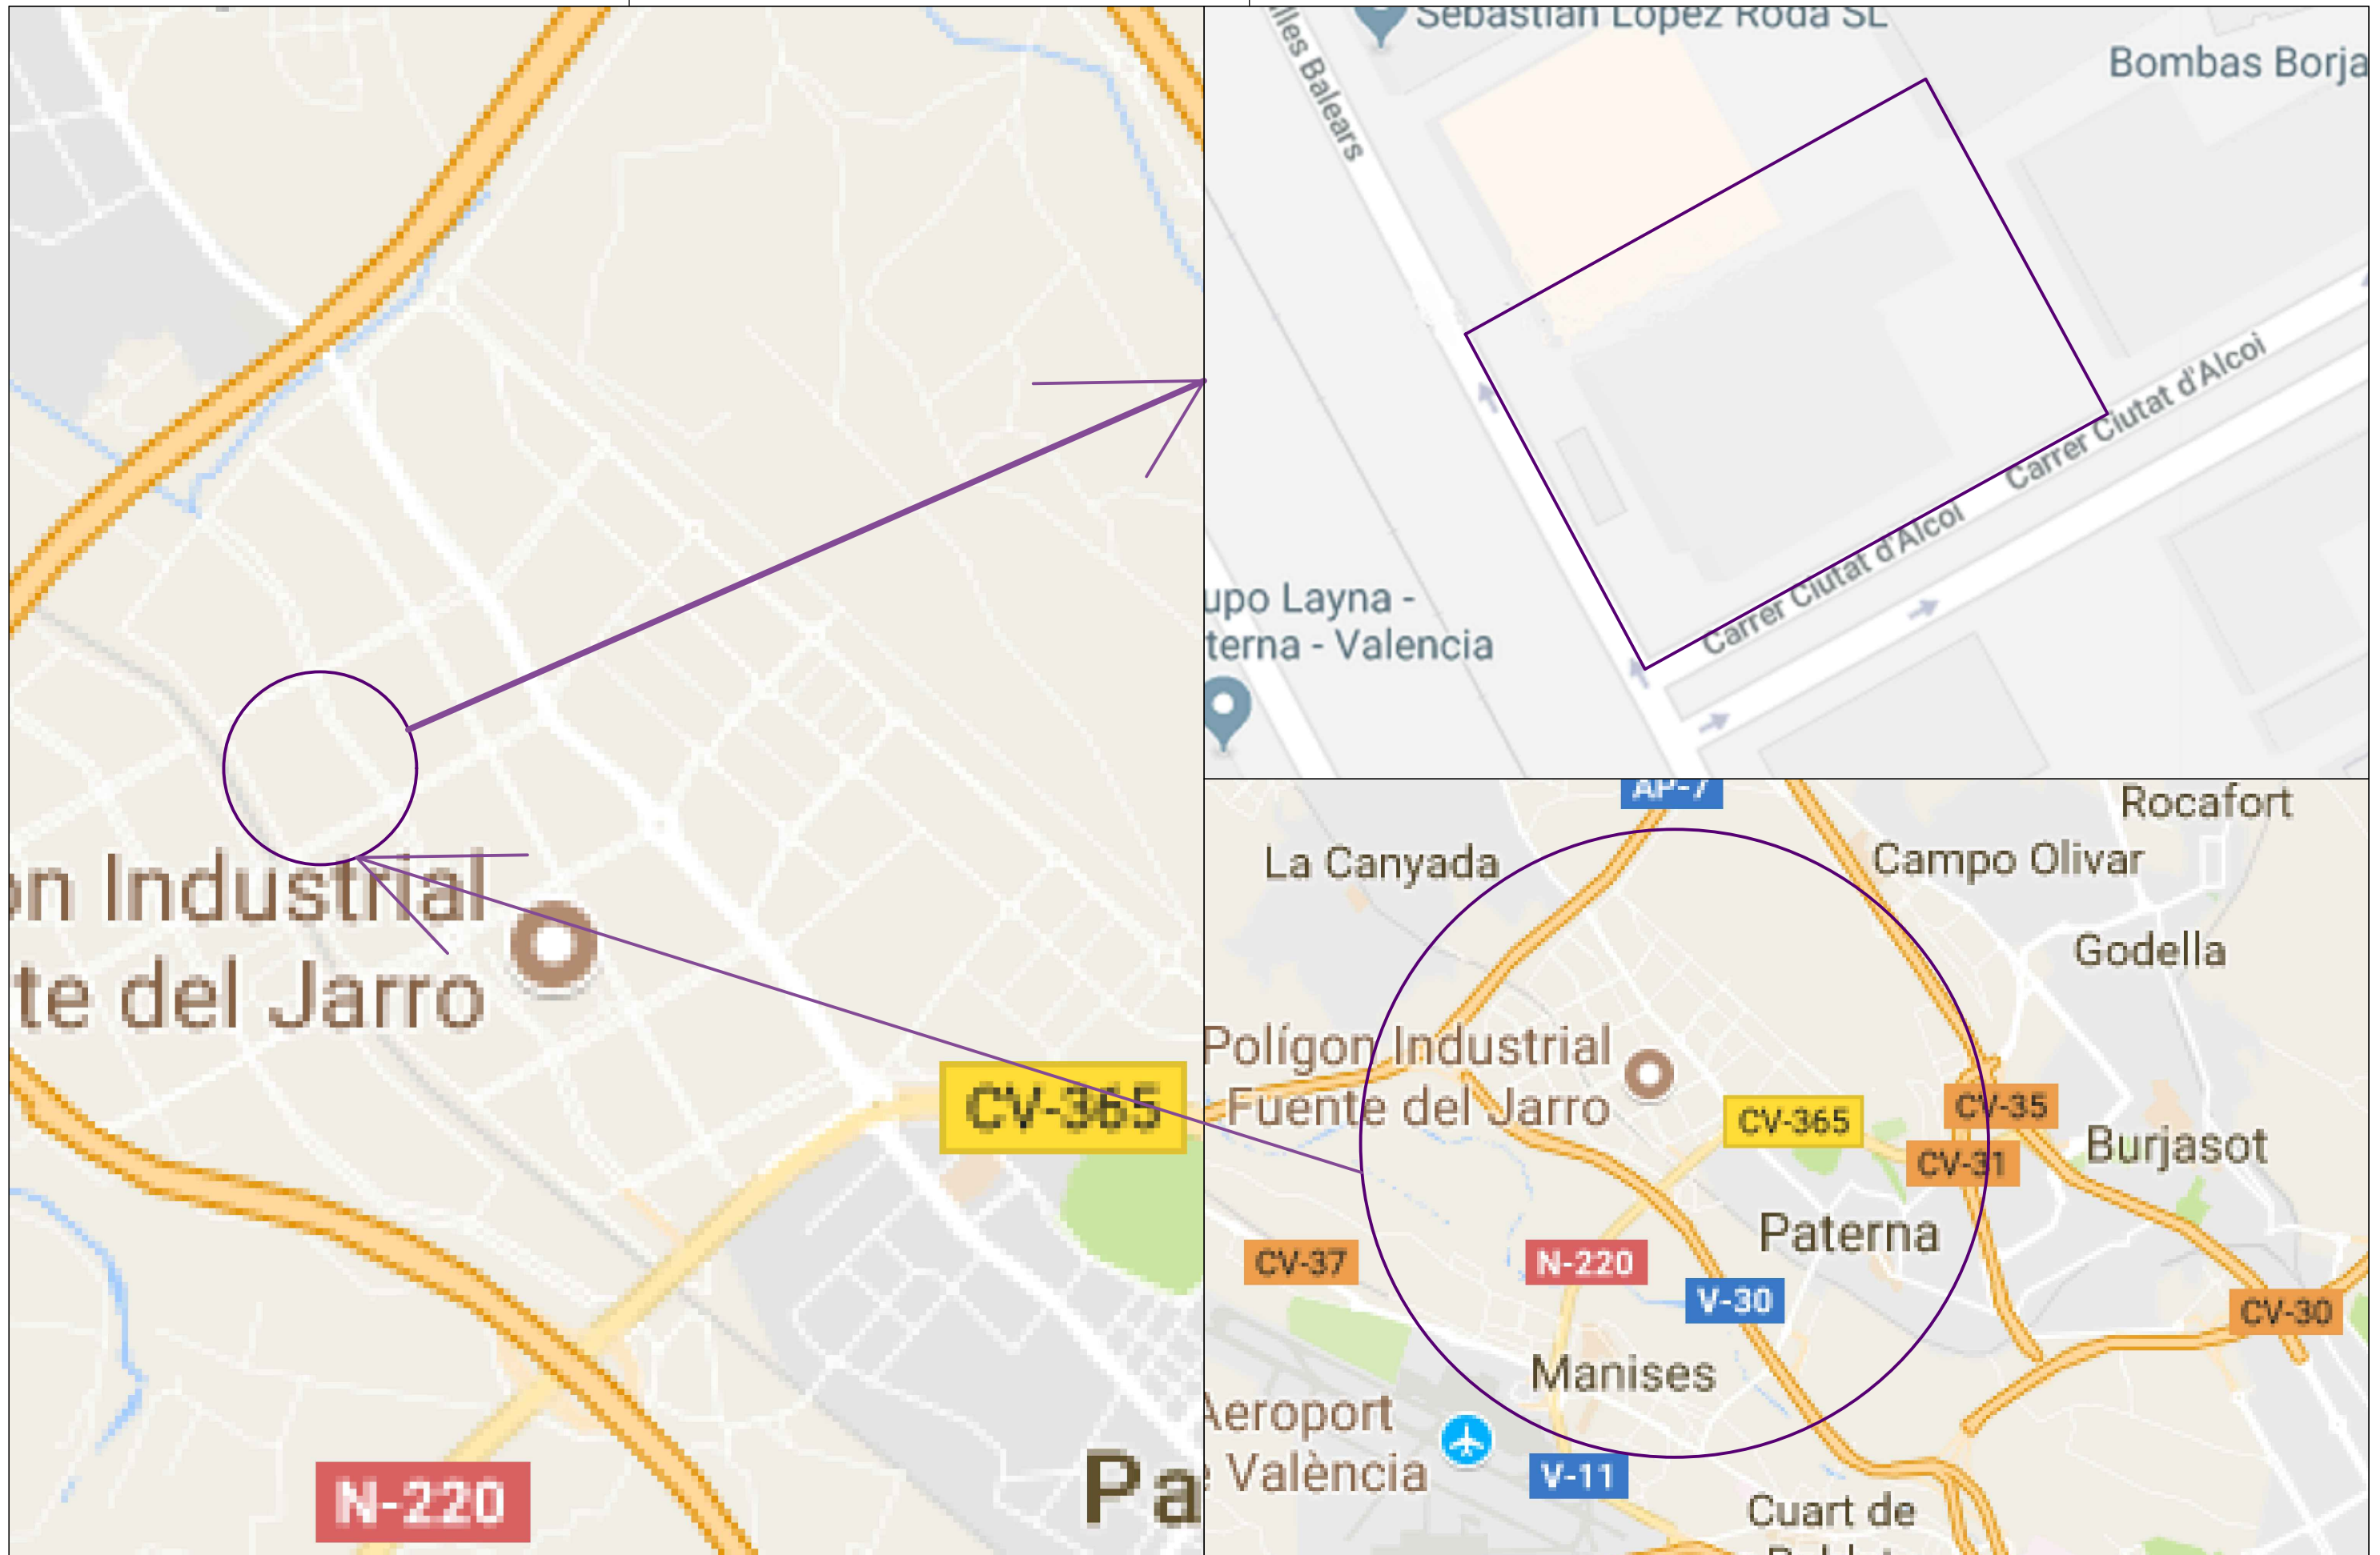 on Industrial
te del Jarro
CV-365
N-220
Pa
Sebastián López Roda SL
Bombas Borja
lles Balears
Carrer Ciutat d'Alcoi
Carrer Ciutat d'Alcoi
upo Layna -
terna - Valencia
AP-7
Rocafort
La Canyada
Campo Olivar
Godella
Polígon Industrial
Fuente del Jarro
CV-365
CV-35
CV-31
Burjasot
Paterna
CV-37
N-220
V-30
CV-30
Manises
Aeroport
e València
V-11
Cuart de